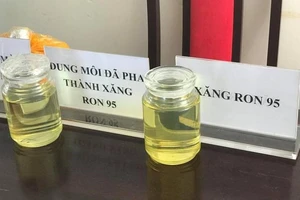 DUNG MÔI ĐÃ PHA
THÀNH XĂNG
RON 95
XĂNG RON 95